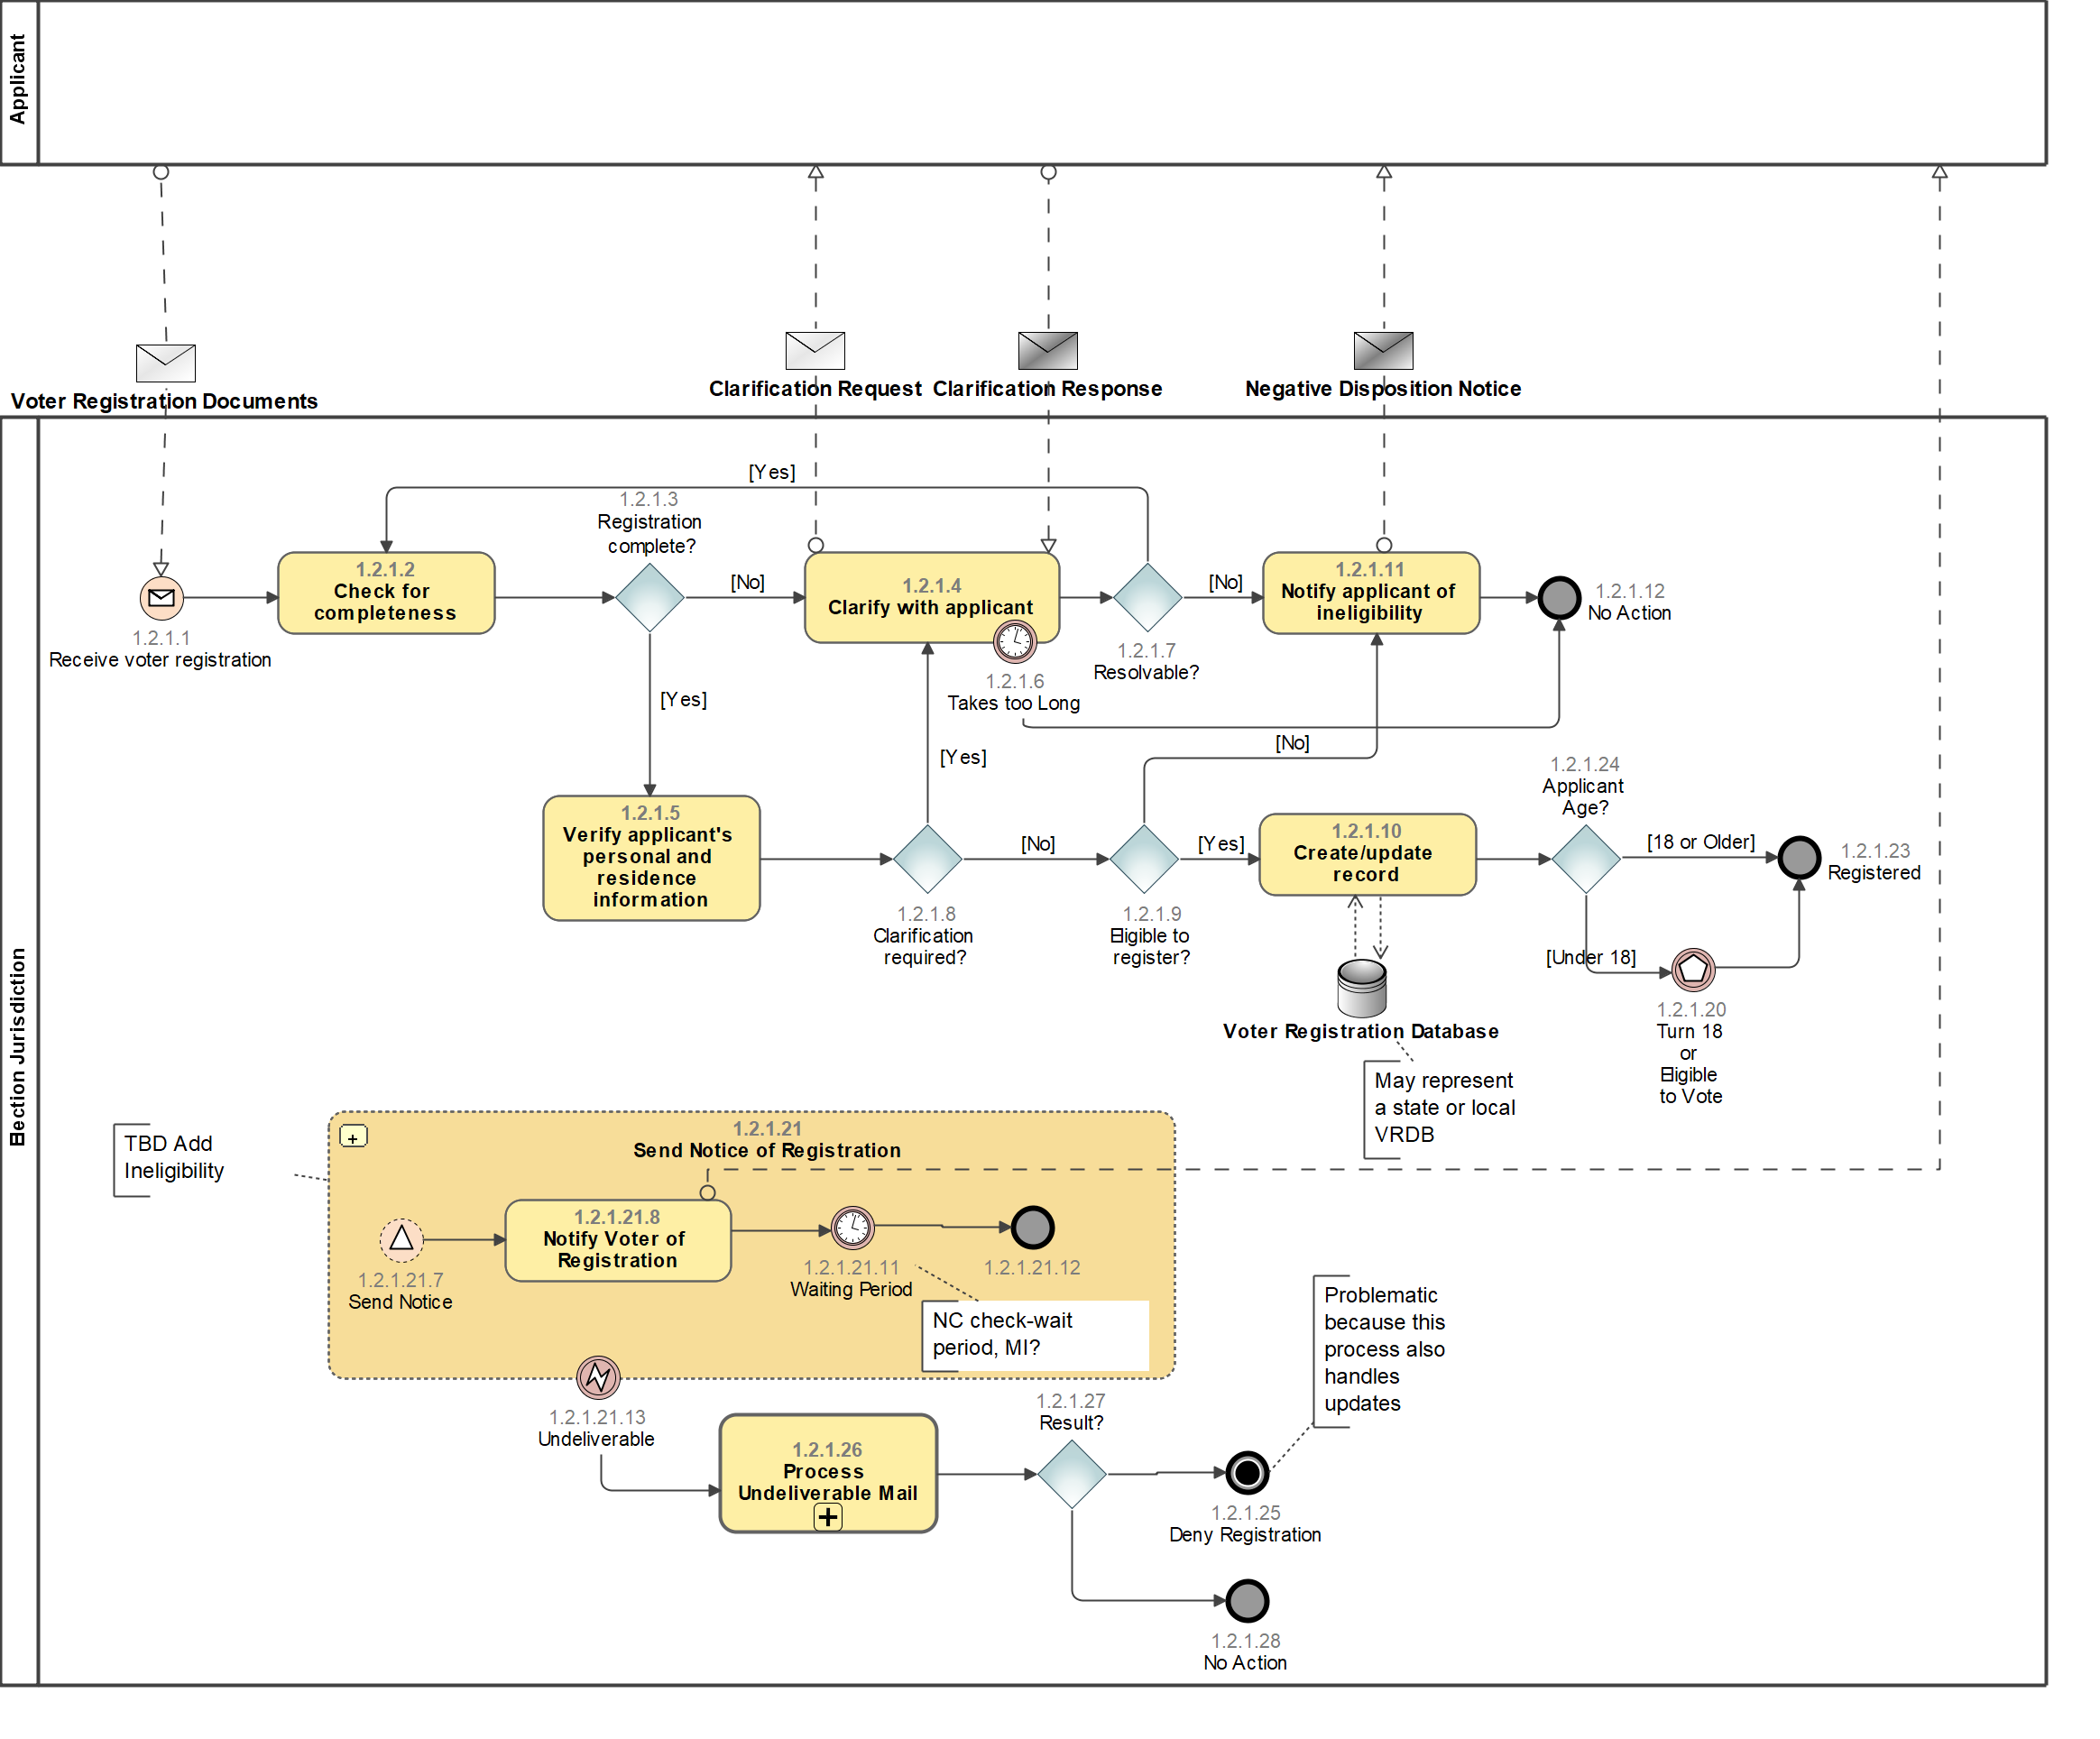 Applicant
Voter Registration Documents
Clarification Request
Clarification Response
Negative Disposition Notice
Election Jurisdiction
[Yes]
1.2.1.1
Receive voter registration
1.2.1.2
Check for
completeness
1.2.1.3
Registration
complete?
[No]
1.2.1.4
Clarify with applicant
1.2.1.6
Takes too Long
1.2.1.7
Resolvable?
[No]
1.2.1.11
Notify applicant of
ineligibility
1.2.1.12
No Action
[Yes]
[Yes]
[No]
1.2.1.5
Verify applicant's
personal and
residence
information
1.2.1.8
Clarification
required?
[No]
1.2.1.9
Eligible to
register?
[Yes]
1.2.1.10
Create/update
record
1.2.1.24
Applicant
Age?
[18 or Older]
1.2.1.23
Registered
[Under 18]
1.2.1.20
Turn 18
or
Eligible
to Vote
Voter Registration Database
May represent
a state or local
VRDB
TBD Add
Ineligibility
1.2.1.21
Send Notice of Registration
1.2.1.21.7
Send Notice
1.2.1.21.8
Notify Voter of
Registration
1.2.1.21.11
Waiting Period
1.2.1.21.12
NC check-wait
period, MI?
1.2.1.21.13
Undeliverable
1.2.1.26
Process
Undeliverable Mail
1.2.1.27
Result?
Problematic
because this
process also
handles
updates
1.2.1.25
Deny Registration
1.2.1.28
No Action